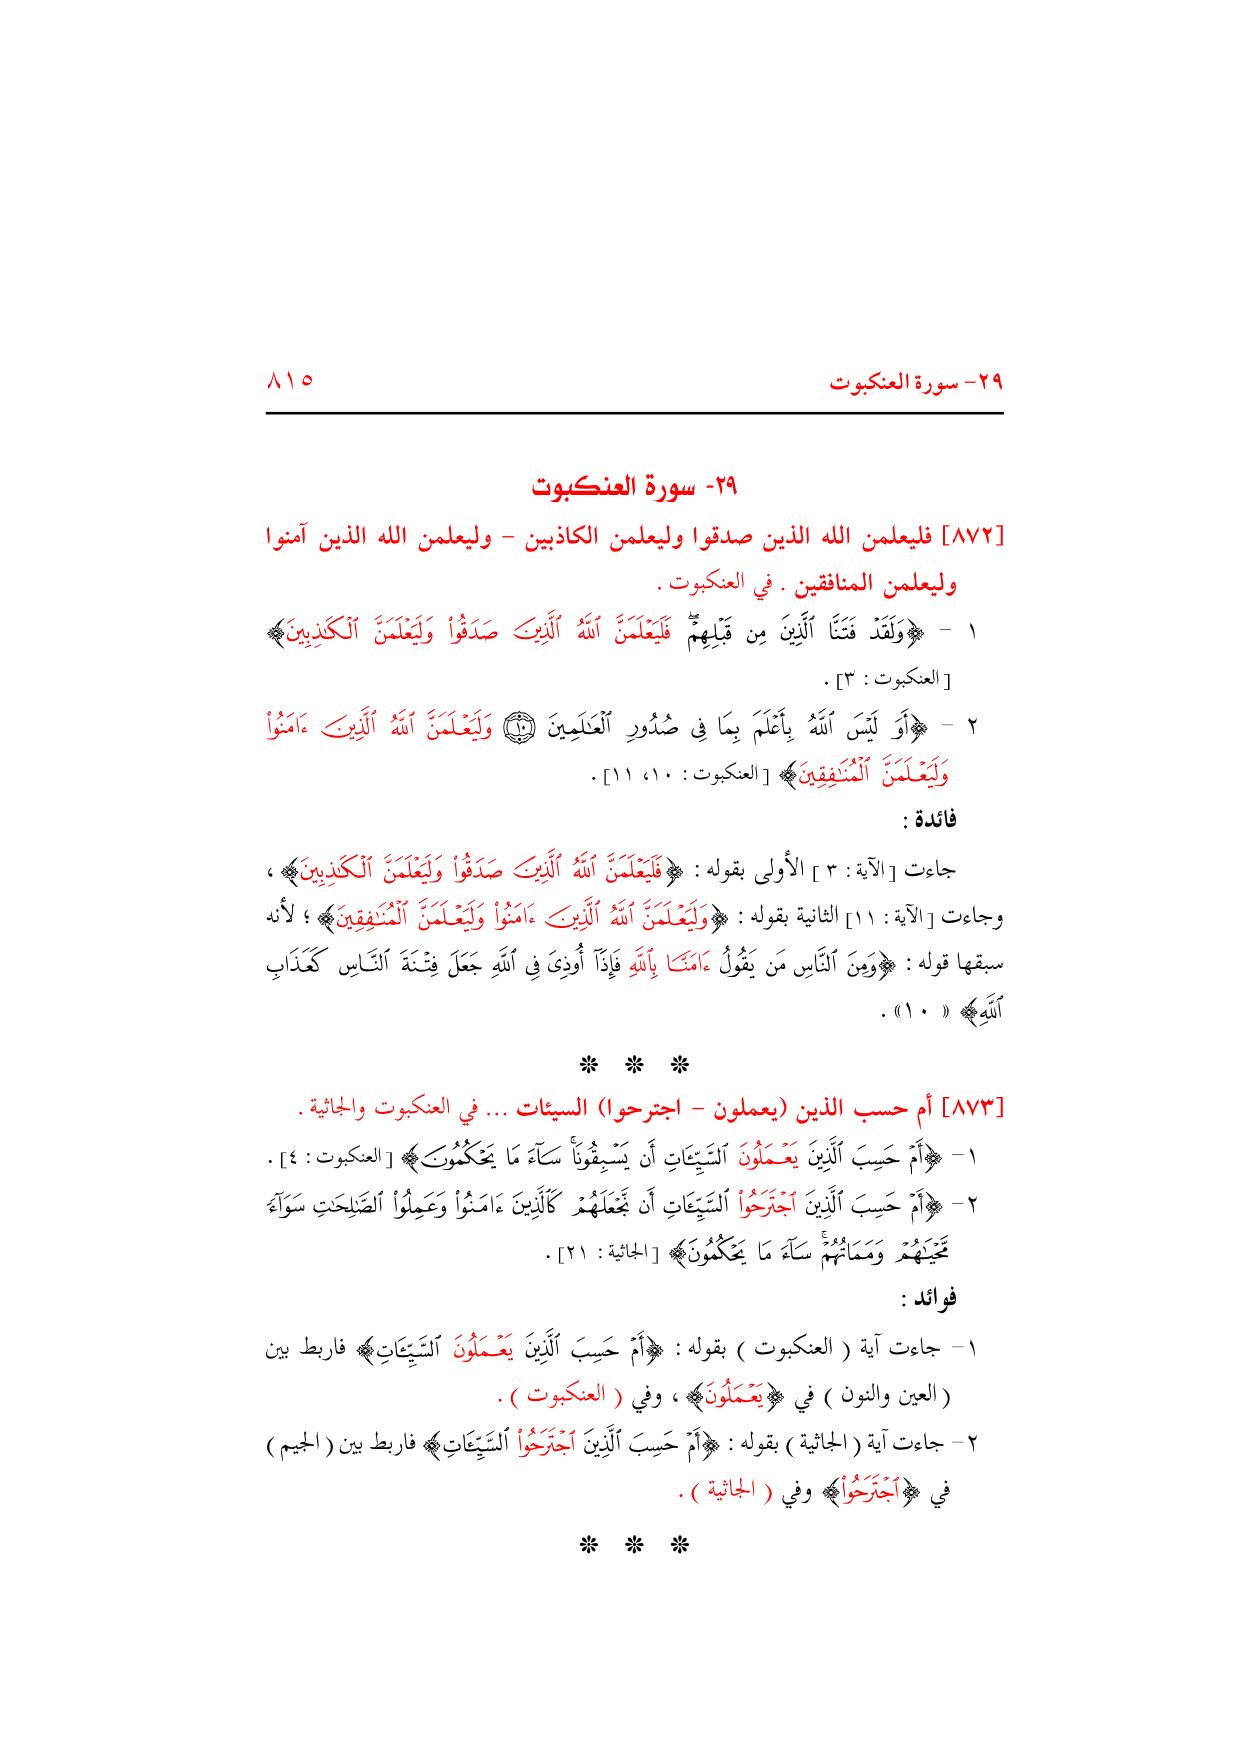 ٢٩- سورة العنكبوت ٨١٥
٢٩- سورة العنكبوت
[٨٧٢] فليعلمن الله الذين صدقوا وليعلمن الكاذبين – وليعلمن الله الذين آمنوا
وليعلمن المنافقين . في العنكبوت .
١ – ﴿وَلَقَدْ فَتَنَّا ٱلَّذِينَ مِن قَبْلِهِمْۖ فَلَيَعْلَمَنَّ ٱللَّهُ ٱلَّذِينَ صَدَقُوا۟ وَلَيَعْلَمَنَّ ٱلْكَٰذِبِينَ﴾
[العنكبوت : ٣] .
٢ – ﴿أَوَ لَيْسَ ٱللَّهُ بِأَعْلَمَ بِمَا فِى صُدُورِ ٱلْعَٰلَمِينَ ۝١٠ وَلَيَعْلَمَنَّ ٱللَّهُ ٱلَّذِينَ ءَامَنُوا۟
وَلَيَعْلَمَنَّ ٱلْمُنَٰفِقِينَ﴾ [العنكبوت : ١٠، ١١] .
فائدة :
جاءت [الآية : ٣] الأولى بقوله : ﴿فَلَيَعْلَمَنَّ ٱللَّهُ ٱلَّذِينَ صَدَقُوا۟ وَلَيَعْلَمَنَّ ٱلْكَٰذِبِينَ﴾ ،
وجاءت [الآية : ١١] الثانية بقوله : ﴿وَلَيَعْلَمَنَّ ٱللَّهُ ٱلَّذِينَ ءَامَنُوا۟ وَلَيَعْلَمَنَّ ٱلْمُنَٰفِقِينَ﴾ ؛ لأنه
سبقها قوله : ﴿وَمِنَ ٱلنَّاسِ مَن يَقُولُ ءَامَنَّا بِٱللَّهِ فَإِذَآ أُوذِىَ فِى ٱللَّهِ جَعَلَ فِتْنَةَ ٱلنَّاسِ كَعَذَابِ
ٱللَّهِ﴾ «١٠» .
❋ ❋ ❋
[٨٧٣] أم حسب الذين (يعملون – اجترحوا) السيئات ... في العنكبوت والجاثية .
١– ﴿أَمْ حَسِبَ ٱلَّذِينَ يَعْمَلُونَ ٱلسَّيِّـَٔاتِ أَن يَسْبِقُونَاۚ سَآءَ مَا يَحْكُمُونَ﴾ [العنكبوت : ٤] .
٢– ﴿أَمْ حَسِبَ ٱلَّذِينَ ٱجْتَرَحُوا۟ ٱلسَّيِّـَٔاتِ أَن نَّجْعَلَهُمْ كَٱلَّذِينَ ءَامَنُوا۟ وَعَمِلُوا۟ ٱلصَّٰلِحَٰتِ سَوَآءً
مَّحْيَاهُمْ وَمَمَاتُهُمْۚ سَآءَ مَا يَحْكُمُونَ﴾ [الجاثية : ٢١] .
فوائد :
١– جاءت آية (العنكبوت) بقوله : ﴿أَمْ حَسِبَ ٱلَّذِينَ يَعْمَلُونَ ٱلسَّيِّـَٔاتِ﴾ فاربط بين
(العين والنون) في ﴿يَعْمَلُونَ﴾ ، وفي (العنكبوت) .
٢– جاءت آية (الجاثية) بقوله : ﴿أَمْ حَسِبَ ٱلَّذِينَ ٱجْتَرَحُوا۟ ٱلسَّيِّـَٔاتِ﴾ فاربط بين (الجيم)
في ﴿ٱجْتَرَحُوا۟﴾ وفي (الجاثية) .
❋ ❋ ❋